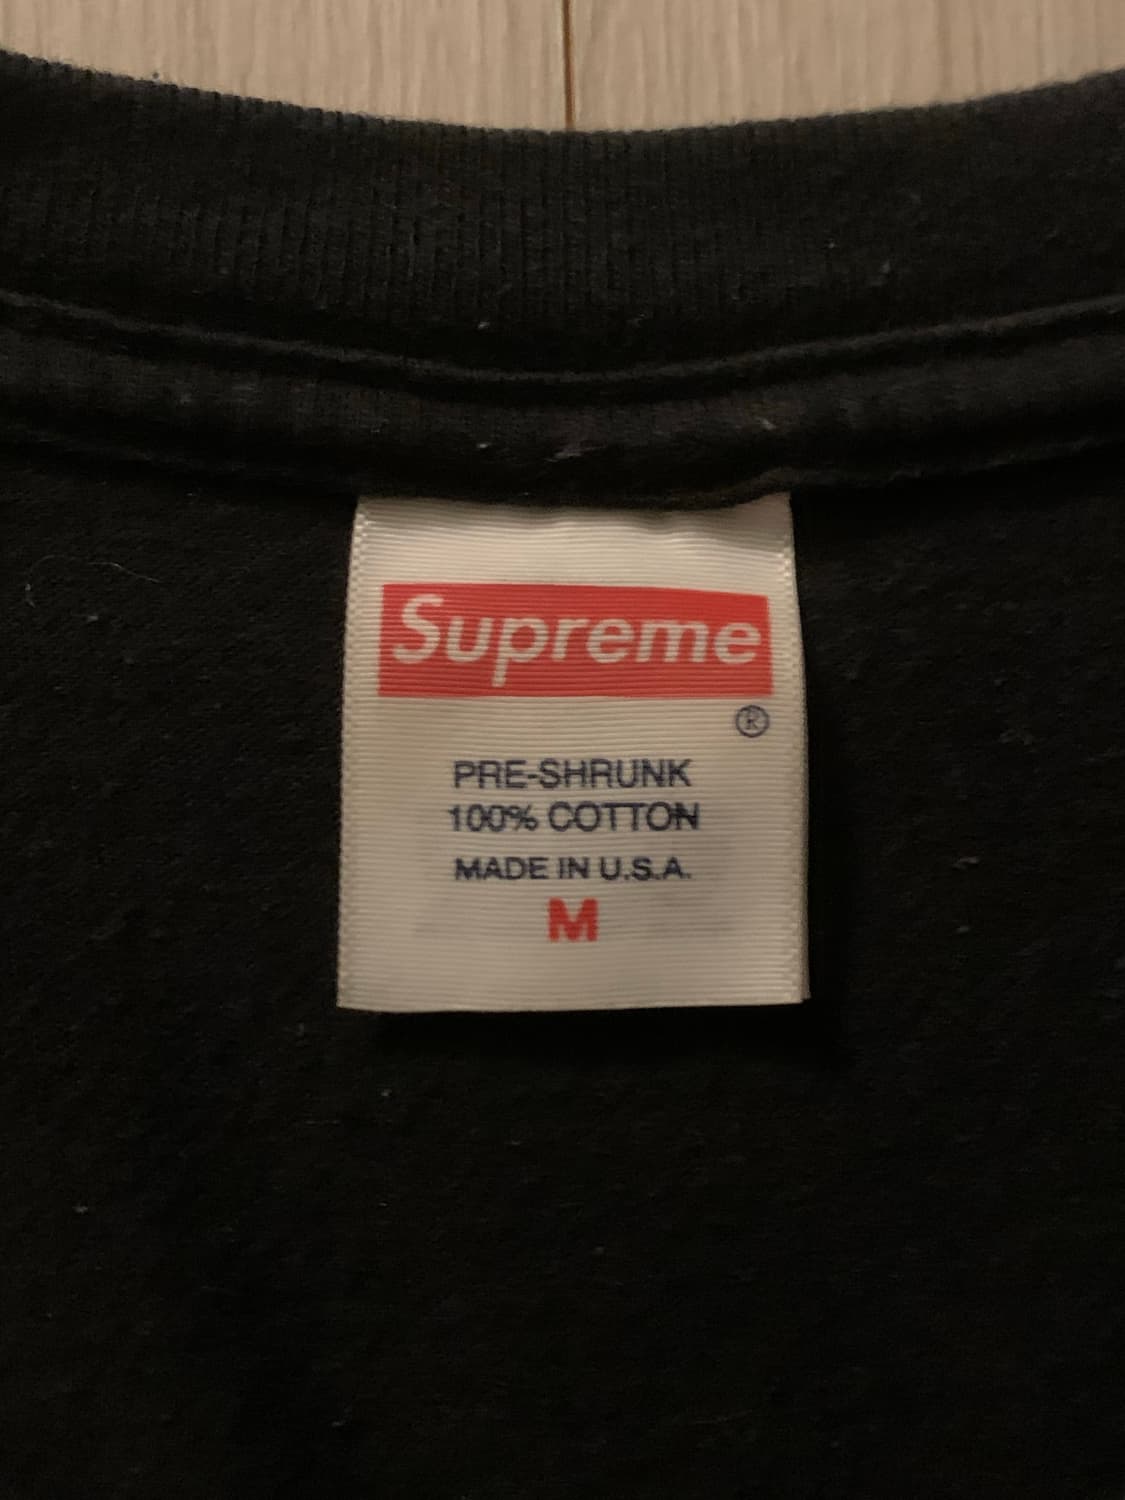 Supreme
®
PRE-SHRUNK
100% COTTON
MADE IN U.S.A.
M